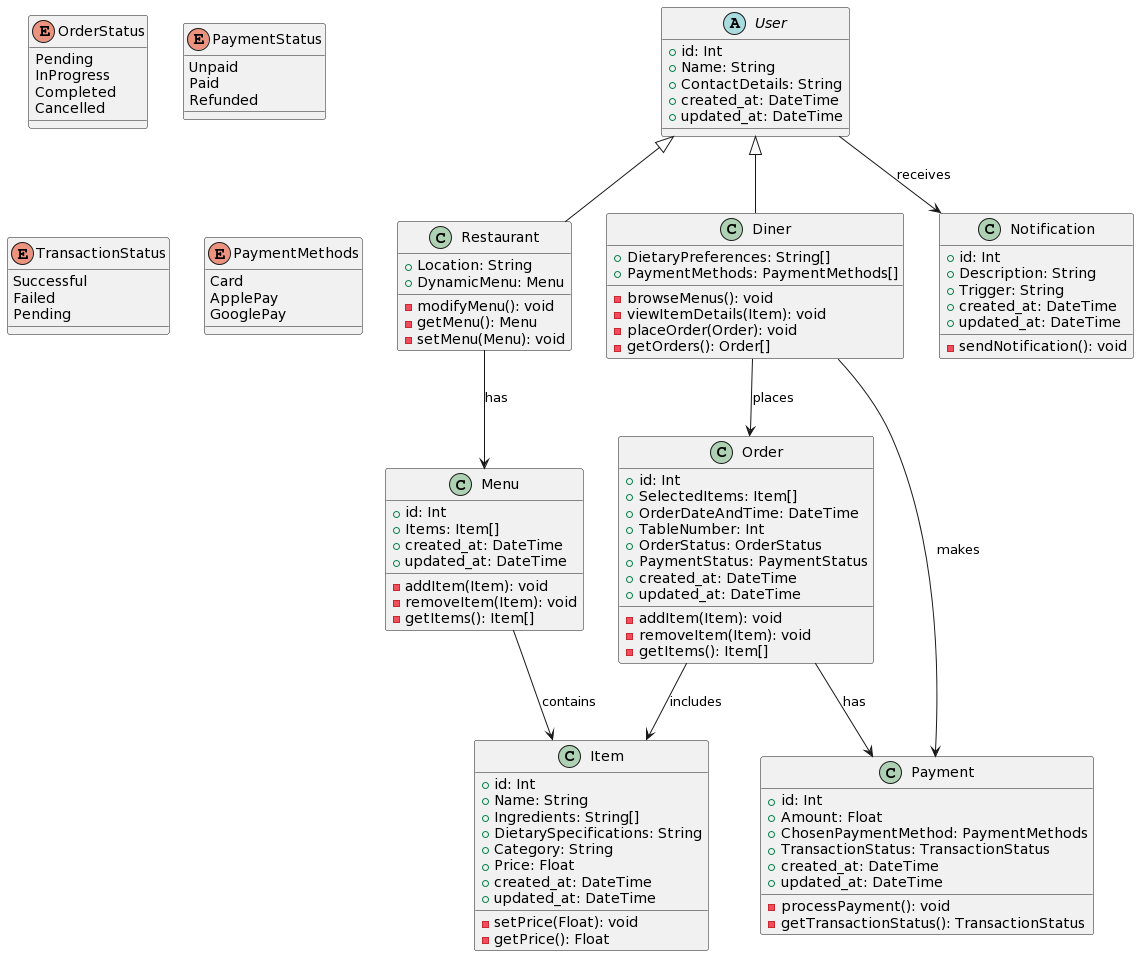 E OrderStatus
Pending
InProgress
Completed
Cancelled
E PaymentStatus
Unpaid
Paid
Refunded
A User
id: Int
Name: String
ContactDetails: String
created_at: DateTime
updated_at: DateTime
receives
E TransactionStatus
Successful
Failed
Pending
E PaymentMethods
Card
ApplePay
GooglePay
C Restaurant
Location: String
DynamicMenu: Menu
modifyMenu(): void
getMenu(): Menu
setMenu(Menu): void
C Diner
DietaryPreferences: String[]
PaymentMethods: PaymentMethods[]
browseMenus(): void
viewItemDetails(Item): void
placeOrder(Order): void
getOrders(): Order[]
C Notification
id: Int
Description: String
Trigger: String
created_at: DateTime
updated_at: DateTime
sendNotification(): void
has
places
makes
C Menu
id: Int
Items: Item[]
created_at: DateTime
updated_at: DateTime
addItem(Item): void
removeItem(Item): void
getItems(): Item[]
C Order
id: Int
SelectedItems: Item[]
OrderDateAndTime: DateTime
TableNumber: Int
OrderStatus: OrderStatus
PaymentStatus: PaymentStatus
created_at: DateTime
updated_at: DateTime
addItem(Item): void
removeItem(Item): void
getItems(): Item[]
contains
includes
has
C Item
id: Int
Name: String
Ingredients: String[]
DietarySpecifications: String
Category: String
Price: Float
created_at: DateTime
updated_at: DateTime
setPrice(Float): void
getPrice(): Float
C Payment
id: Int
Amount: Float
ChosenPaymentMethod: PaymentMethods
TransactionStatus: TransactionStatus
created_at: DateTime
updated_at: DateTime
processPayment(): void
getTransactionStatus(): TransactionStatus